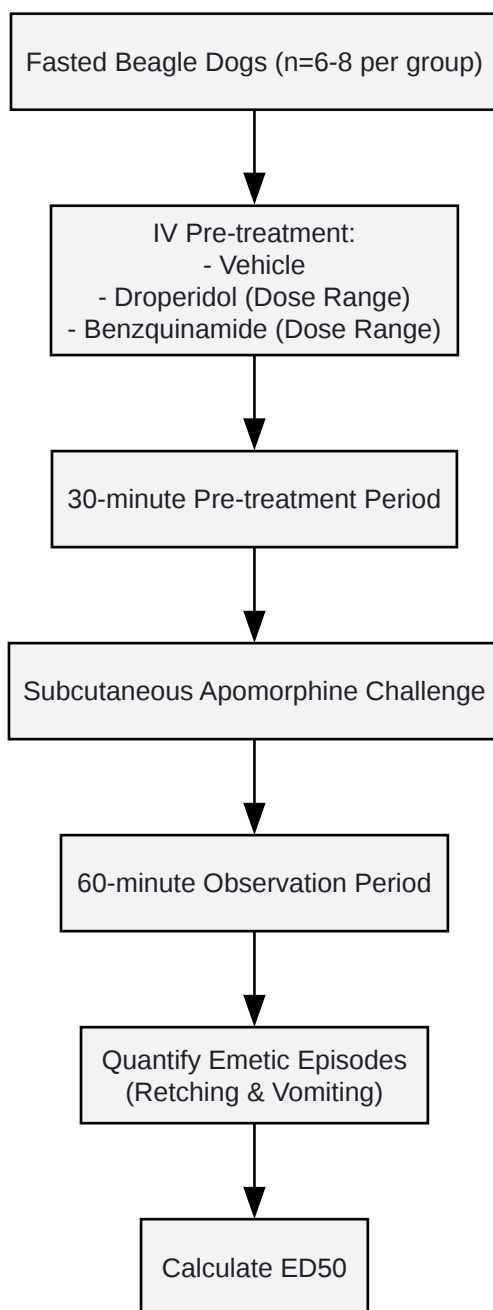 Fasted Beagle Dogs (n=6-8 per group)
IV Pre-treatment:
- Vehicle
- Droperidol (Dose Range)
- Benzquinamide (Dose Range)
30-minute Pre-treatment Period
Subcutaneous Apomorphine Challenge
60-minute Observation Period
Quantify Emetic Episodes
(Retching & Vomiting)
Calculate ED50